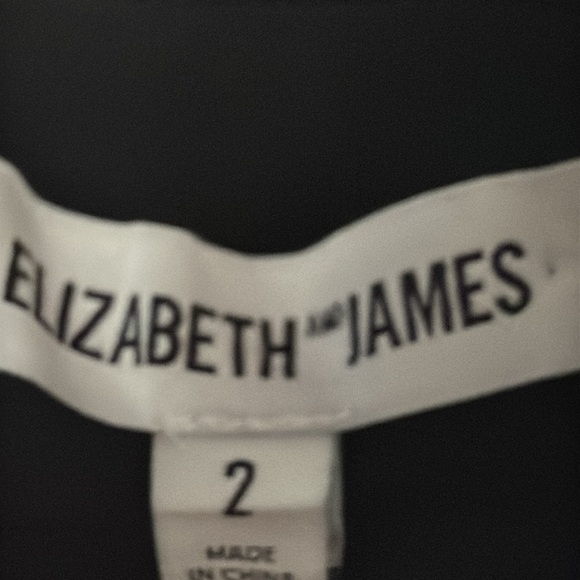 ELIZABETH AND JAMES
2
MADE
IN CHINA